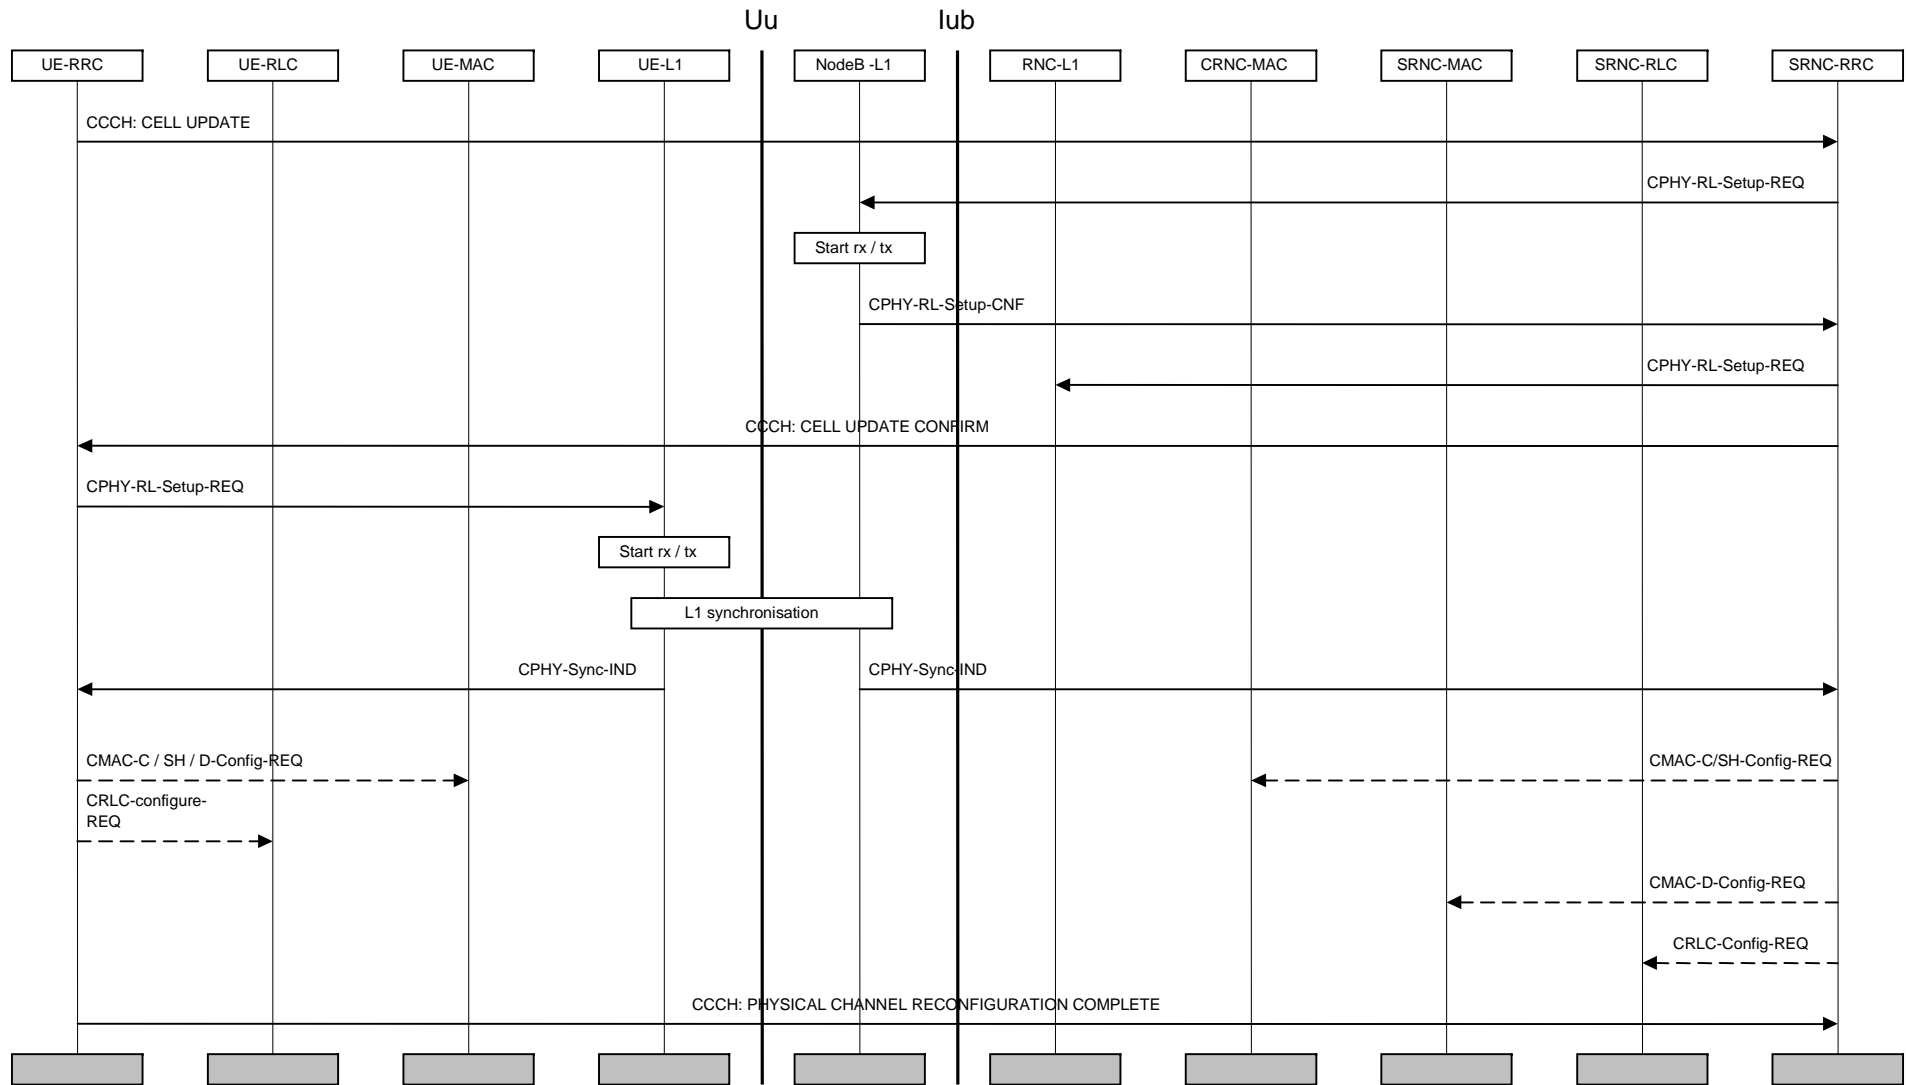 Uu Iub
UE-RRC UE-RLC UE-MAC UE-L1 NodeB -L1 RNC-L1 CRNC-MAC SRNC-MAC SRNC-RLC SRNC-RRC
CCCH: CELL UPDATE
CPHY-RL-Setup-REQ
Start rx / tx
CPHY-RL-Setup-CNF
CPHY-RL-Setup-REQ
CCCH: CELL UPDATE CONFIRM
CPHY-RL-Setup-REQ
Start rx / tx
L1 synchronisation
CPHY-Sync-IND CPHY-Sync-IND
CMAC-C / SH / D-Config-REQ CMAC-C/SH-Config-REQ
CRLC-configure-
REQ
CMAC-D-Config-REQ
CRLC-Config-REQ
CCCH: PHYSICAL CHANNEL RECONFIGURATION COMPLETE